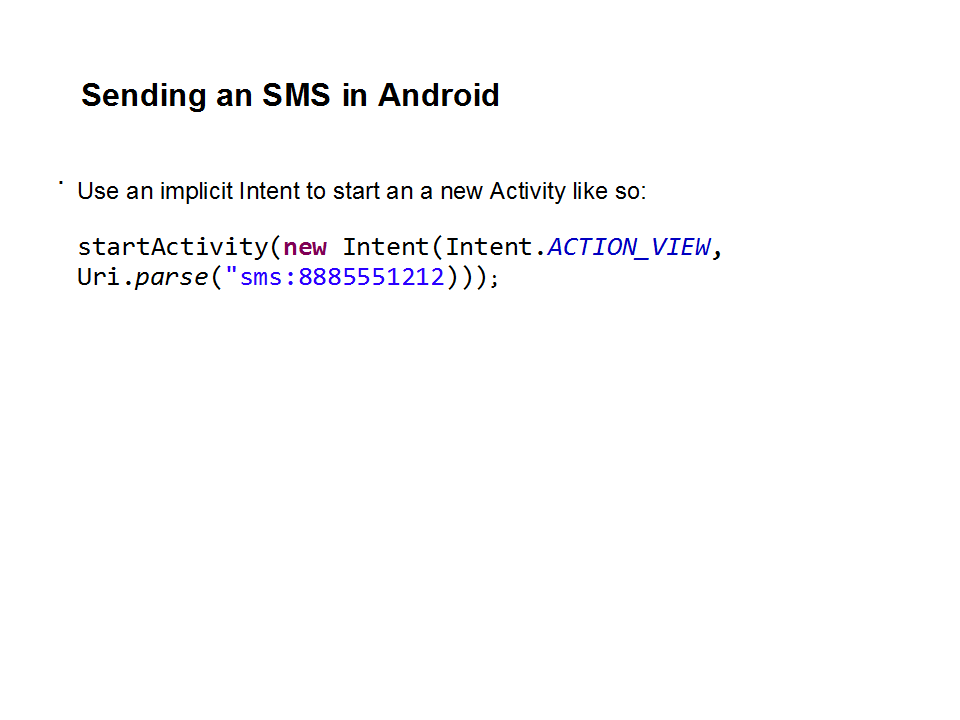 Sending an SMS in Android
Use an implicit Intent to start an a new Activity like so:
startActivity(new Intent(Intent.ACTION_VIEW,
Uri.parse("sms:8885551212)));